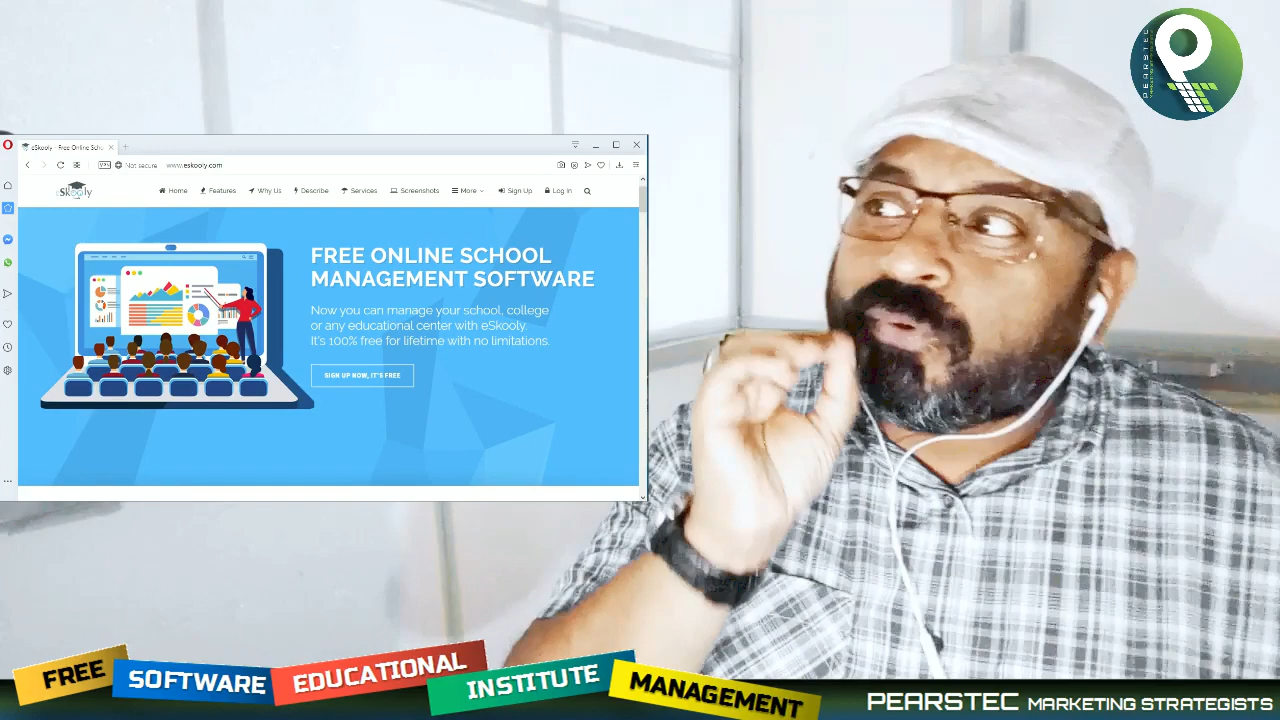 PEARSTEC
eSkooly - Free Online Scho
Not secure
www.eskooly.com
VPN
eSkooly
Home
Features
Why Us
Describe
Services
Screenshots
More
Sign Up
Log In
FREE ONLINE SCHOOL
MANAGEMENT SOFTWARE
Now you can manage your school, college
or any educational center with eSkooly.
It's 100% free for lifetime with no limitations.
SIGN UP NOW, IT'S FREE
FREE SOFTWARE EDUCATIONAL INSTITUTE MANAGEMENT
PEARSTEC MARKETING STRATEGISTS